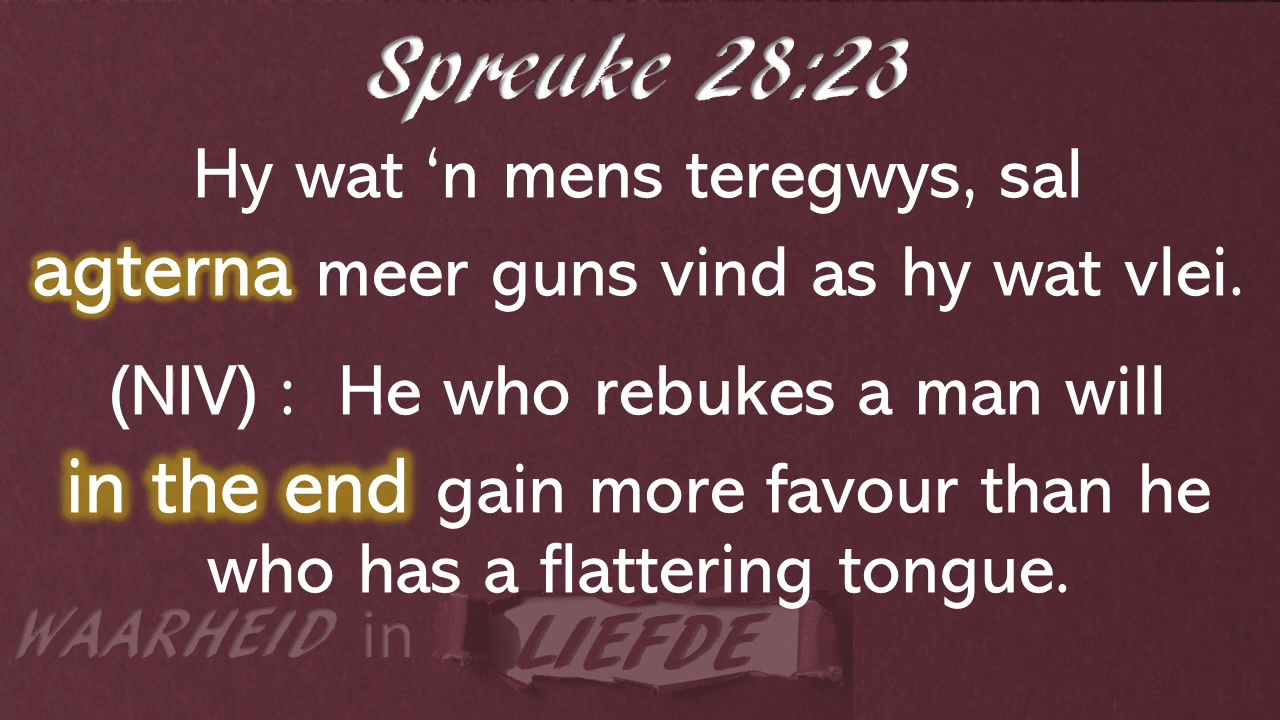 Spreuke 28:23
Hy wat ‘n mens teregwys, sal
agterna meer guns vind as hy wat vlei.
(NIV) : He who rebukes a man will
in the end gain more favour than he
who has a flattering tongue.
WAARHEID in LIEFDE